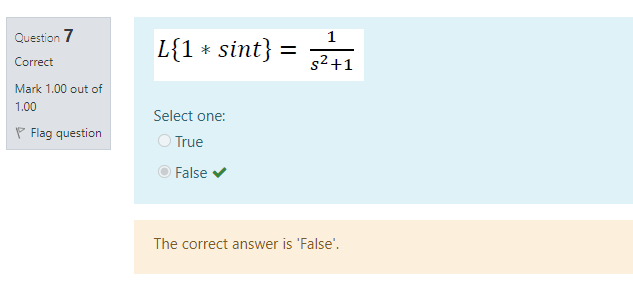 Question 7
Correct
Mark 1.00 out of
1.00
Flag question
L{1 * sint} = 1/(s²+1)
Select one:
True
False
The correct answer is 'False'.